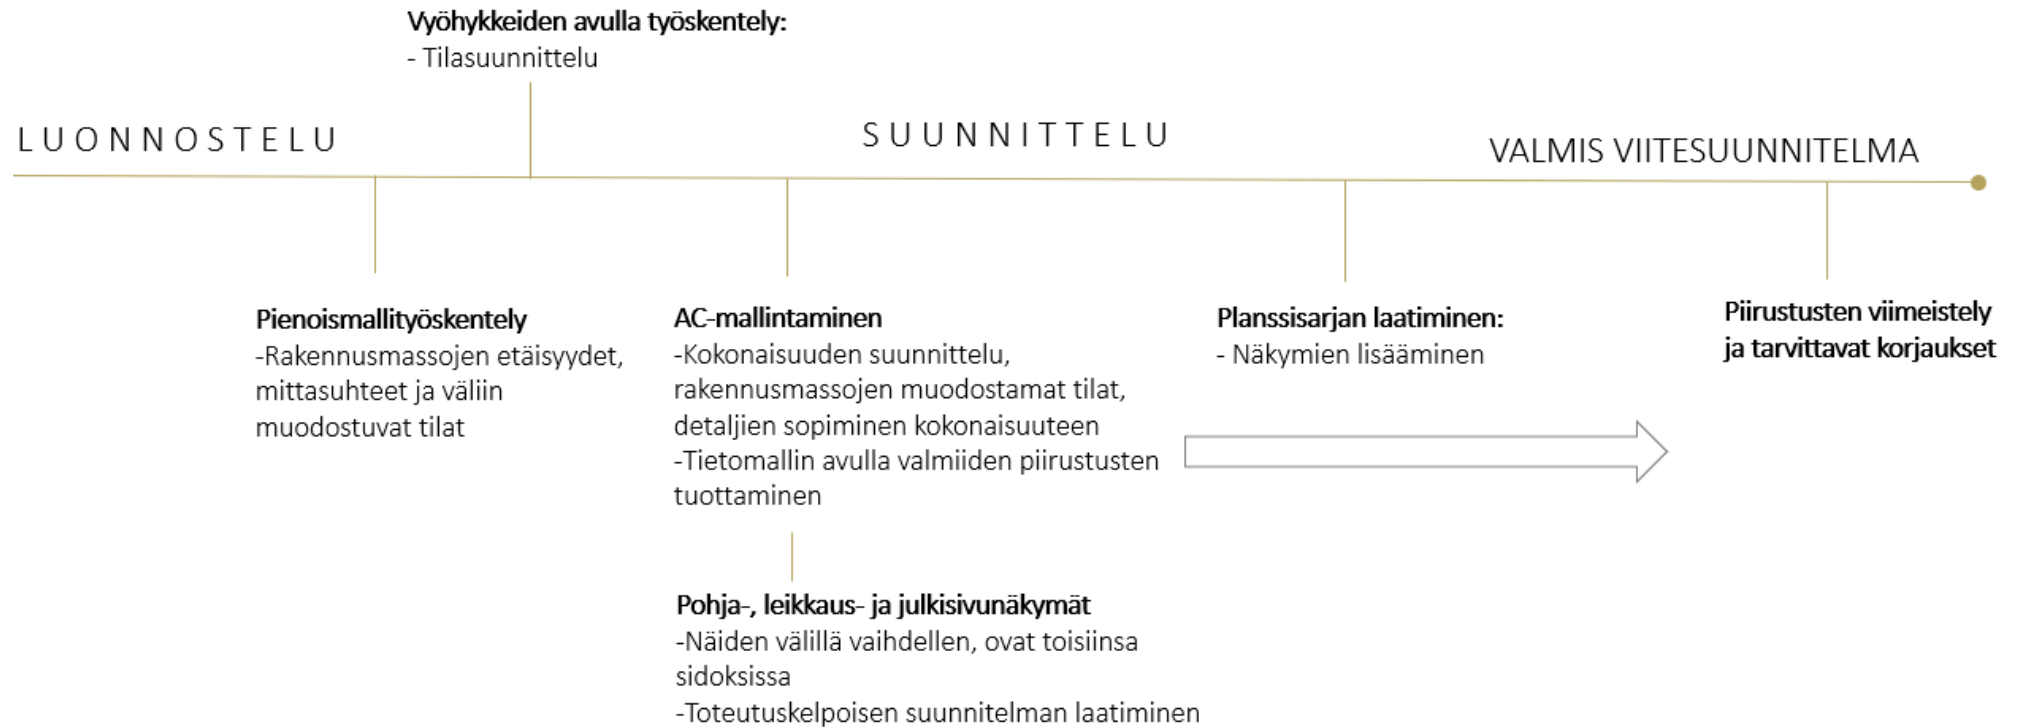 Vyöhykkeiden avulla työskentely:
- Tilasuunnittelu
LUONNOSTELU
SUUNNITTELU
VALMIS VIITESUUNNITELMA
Pienoismallityöskentely
-Rakennusmassojen etäisyydet,
mittasuhteet ja väliin
muodostuvat tilat
AC-mallintaminen
-Kokonaisuuden suunnittelu,
rakennusmassojen muodostamat tilat,
detaljien sopiminen kokonaisuuteen
-Tietomallin avulla valmiiden piirustusten
tuottaminen
Pohja-, leikkaus- ja julkisivunäkymät
-Näiden välillä vaihdellen, ovat toisiinsa
sidoksissa
-Toteutuskelpoisen suunnitelman laatiminen
Planssisarjan laatiminen:
- Näkymien lisääminen
Piirustusten viimeistely
ja tarvittavat korjaukset